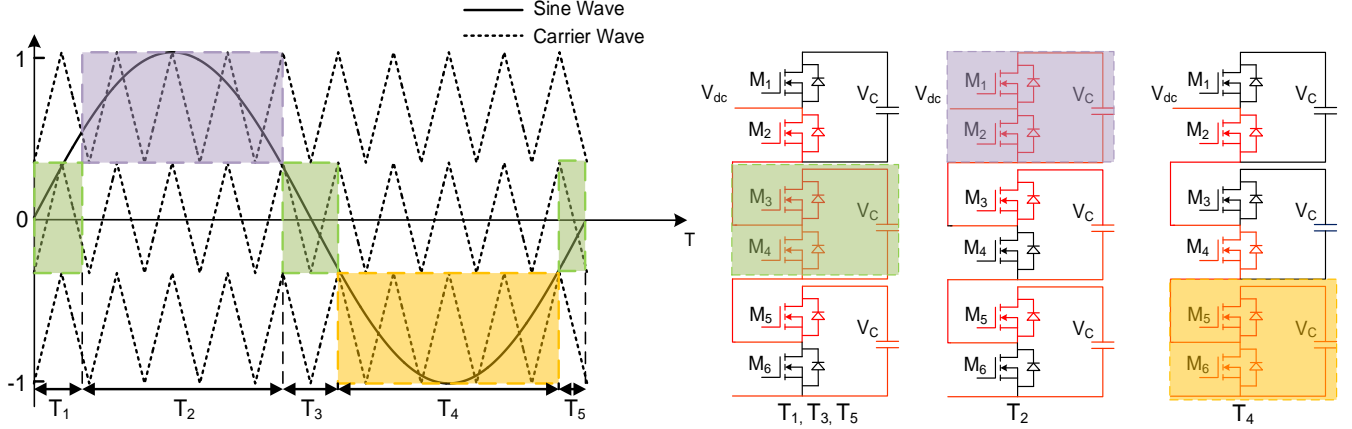 Sine Wave
Carrier Wave
1
0
-1
T
T1 T2 T3 T4 T5
Vdc M1 VC
M2
M3 VC
M4
M5 VC
M6
T1, T3, T5
Vdc M1 VC
M2
M3 VC
M4
M5 VC
M6
T2
Vdc M1 VC
M2
M3 VC
M4
M5 VC
M6
T4